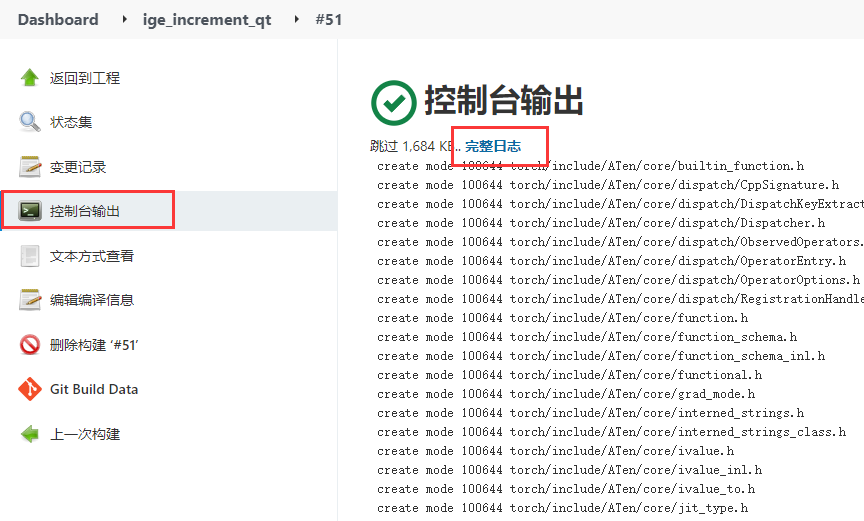 Dashboard ige_increment_qt #51
返回到工程
状态集
变更记录
控制台输出
文本方式查看
编辑编译信息
删除构建 ‘#51’
Git Build Data
上一次构建
控制台输出
跳过 1,684 KB.. 完整日志
create mode 100644 torch/include/ATen/core/builtin_function.h
create mode 100644 torch/include/ATen/core/dispatch/CppSignature.h
create mode 100644 torch/include/ATen/core/dispatch/DispatchKeyExtract
create mode 100644 torch/include/ATen/core/dispatch/Dispatcher.h
create mode 100644 torch/include/ATen/core/dispatch/ObservedOperators.
create mode 100644 torch/include/ATen/core/dispatch/OperatorEntry.h
create mode 100644 torch/include/ATen/core/dispatch/OperatorOptions.h
create mode 100644 torch/include/ATen/core/dispatch/RegistrationHandle
create mode 100644 torch/include/ATen/core/function.h
create mode 100644 torch/include/ATen/core/function_schema.h
create mode 100644 torch/include/ATen/core/function_schema_inl.h
create mode 100644 torch/include/ATen/core/functional.h
create mode 100644 torch/include/ATen/core/grad_mode.h
create mode 100644 torch/include/ATen/core/interned_strings.h
create mode 100644 torch/include/ATen/core/interned_strings_class.h
create mode 100644 torch/include/ATen/core/ivalue.h
create mode 100644 torch/include/ATen/core/ivalue_inl.h
create mode 100644 torch/include/ATen/core/ivalue_to.h
create mode 100644 torch/include/ATen/core/jit_type.h